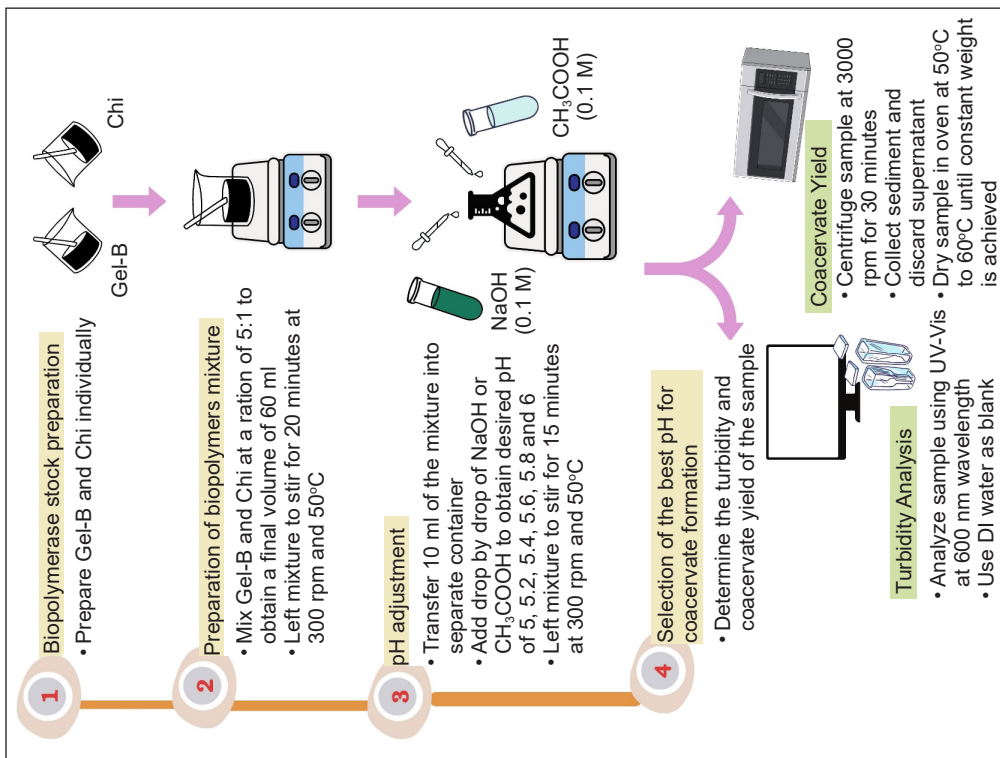 1
Biopolymerase stock preparation
• Prepare Gel-B and Chi individually
Gel-B
Chi
2
Preparation of biopolymers mixture
• Mix Gel-B and Chi at a ration of 5:1 to
obtain a final volume of 60 ml
• Left mixture to stir for 20 minutes at
300 rpm and 50°C
3
pH adjustment
• Transfer 10 ml of the mixture into
separate container
• Add drop by drop of NaOH or
CH₃COOH to obtain desired pH
of 5, 5.2, 5.4, 5.6, 5.8 and 6
• Left mixture to stir for 15 minutes
at 300 rpm and 50°C
NaOH
(0.1 M)
CH₃COOH
(0.1 M)
4
Selection of the best pH for
coacervate formation
• Determine the turbidity and
coacervate yield of the sample
Turbidity Analysis
• Analyze sample using UV-Vis
at 600 nm wavelength
• Use DI water as blank
Coacervate Yield
• Centrifuge sample at 3000
rpm for 30 minutes
• Collect sediment and
discard supernatant
• Dry sample in oven at 50°C
to 60°C until constant weight
is achieved